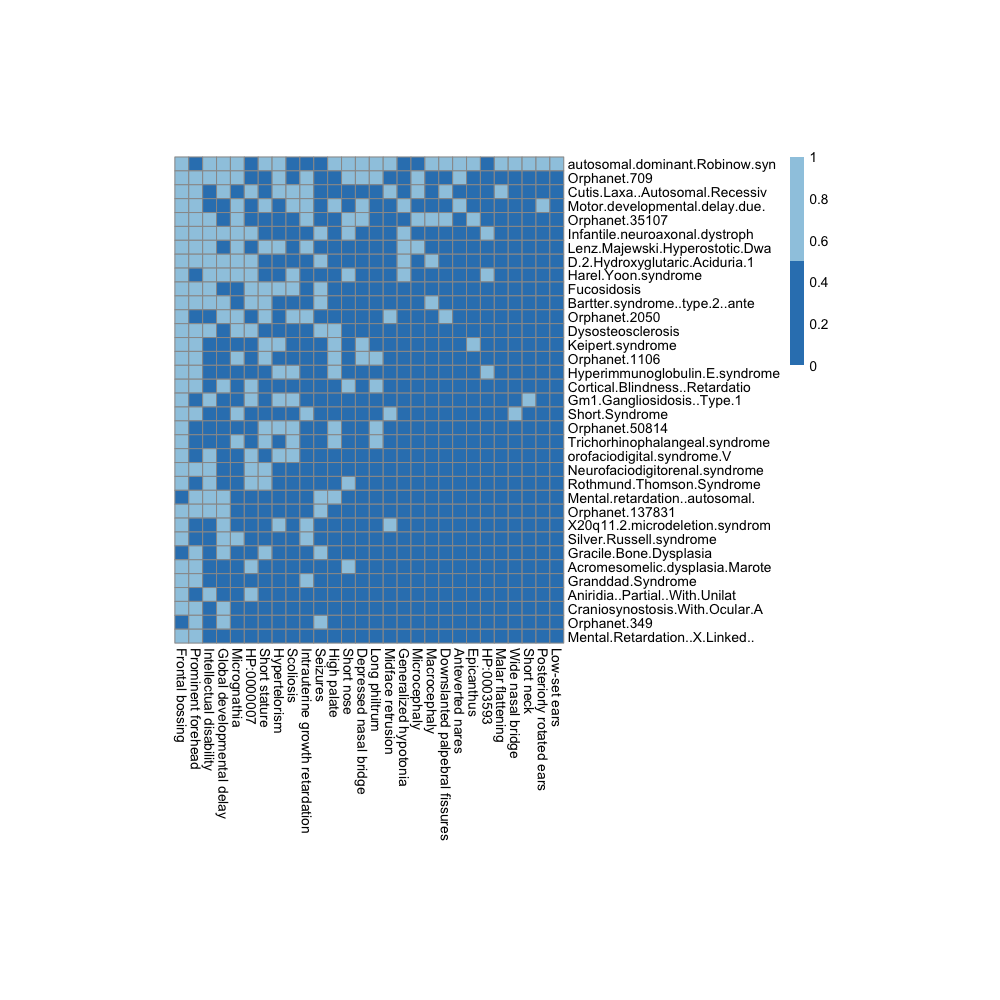 autosomal.dominant.Robinow.syn
Orphanet.709
Cutis.Laxa..Autosomal.Recessiv
Motor.developmental.delay.due.
Orphanet.35107
Infantile.neuroaxonal.dystroph
Lenz.Majewski.Hyperostotic.Dwa
D.2.Hydroxyglutaric.Aciduria.1
Harel.Yoon.syndrome
Fucosidosis
Bartter.syndrome..type.2..ante
Orphanet.2050
Dysosteosclerosis
Keipert.syndrome
Orphanet.1106
Hyperimmunoglobulin.E.syndrome
Cortical.Blindness..Retardatio
Gm1.Gangliosidosis..Type.1
Short.Syndrome
Orphanet.50814
Trichorhinophalangeal.syndrome
orofaciodigital.syndrome.V
Neurofaciodigitorenal.syndrome
Rothmund.Thomson.Syndrome
Mental.retardation..autosomal.
Orphanet.137831
X20q11.2.microdeletion.syndrom
Silver.Russell.syndrome
Gracile.Bone.Dysplasia
Acromesomelic.dysplasia.Marote
Granddad.Syndrome
Aniridia..Partial..With.Unilat
Craniosynostosis.With.Ocular.A
Orphanet.349
Mental.Retardation..X.Linked..
1
0.8
0.6
0.4
0.2
0
Frontal bossing
Prominent forehead
Intellectual disability
Global developmental delay
Micrognathia
HP:0000007
Short stature
Hypertelorism
Scoliosis
Intrauterine growth retardation
Seizures
High palate
Short nose
Depressed nasal bridge
Long philtrum
Midface retrusion
Generalized hypotonia
Microcephaly
Macrocephaly
Downslanted palpebral fissures
Anteverted nares
Epicanthus
HP:0003593
Malar flattening
Wide nasal bridge
Short neck
Posteriorly rotated ears
Low-set ears